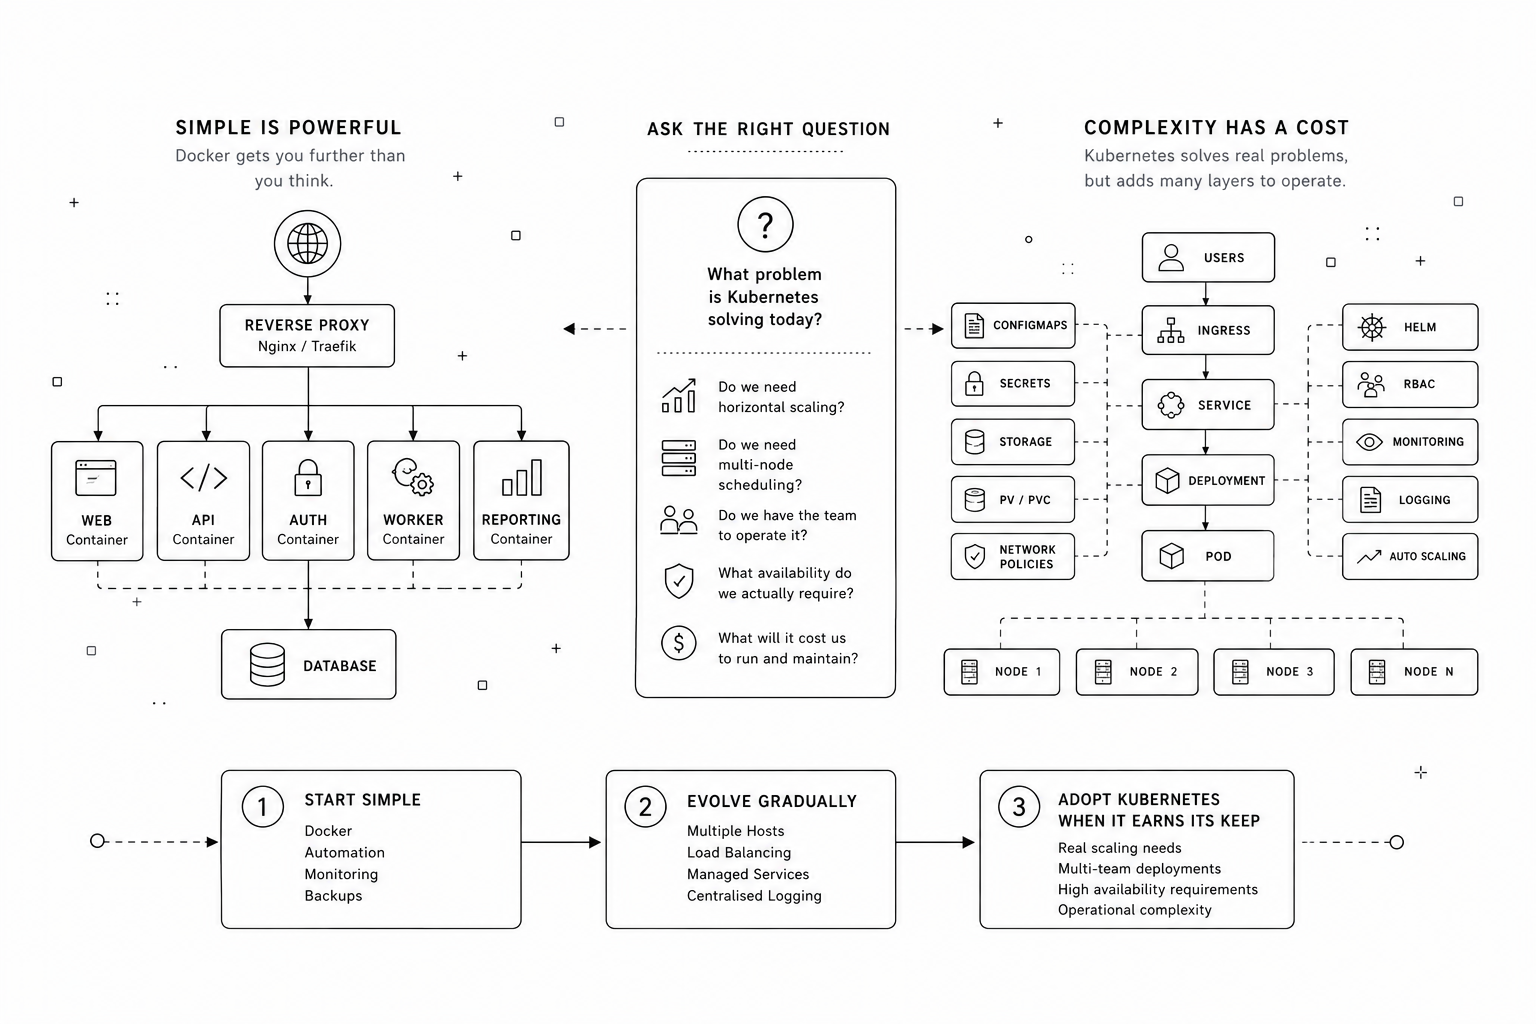 SIMPLE IS POWERFUL
Docker gets you further than
you think.
REVERSE PROXY
Nginx / Traefik
WEB
Container
API
Container
AUTH
Container
WORKER
Container
REPORTING
Container
DATABASE
ASK THE RIGHT QUESTION
?
What problem
is Kubernetes
solving today?
Do we need
horizontal scaling?
Do we need
multi-node
scheduling?
Do we have the team
to operate it?
What availability do
we actually require?
$
What will it cost us
to run and maintain?
COMPLEXITY HAS A COST
Kubernetes solves real problems,
but adds many layers to operate.
USERS
INGRESS
SERVICE
DEPLOYMENT
POD
CONFIGMAPS
SECRETS
STORAGE
PV / PVC
NETWORK
POLICIES
HELM
RBAC
MONITORING
LOGGING
AUTO SCALING
NODE 1
NODE 2
NODE 3
NODE N
1
START SIMPLE
Docker
Automation
Monitoring
Backups
2
EVOLVE GRADUALLY
Multiple Hosts
Load Balancing
Managed Services
Centralised Logging
3
ADOPT KUBERNETES
WHEN IT EARNS ITS KEEP
Real scaling needs
Multi-team deployments
High availability requirements
Operational complexity